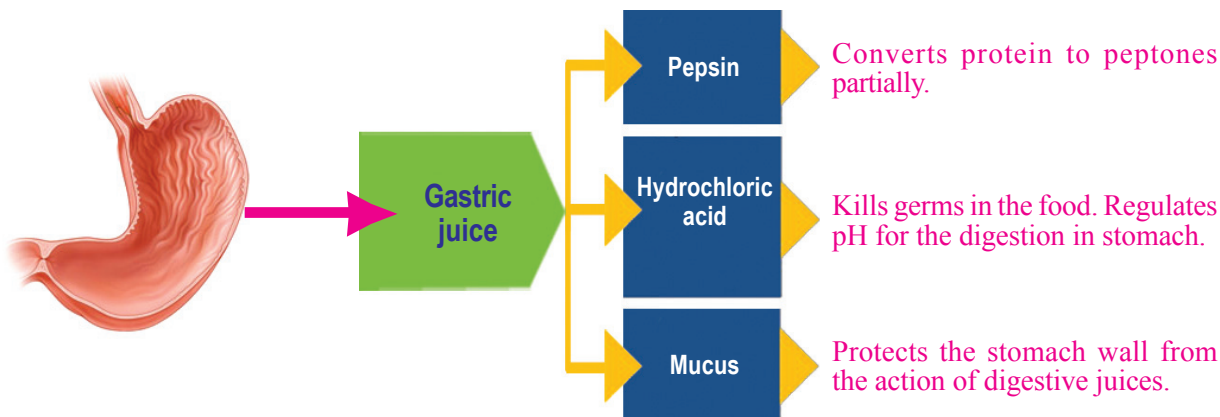 Gastric
juice
Pepsin
Converts protein to peptones
partially.
Hydrochloric
acid
Kills germs in the food. Regulates
pH for the digestion in stomach.
Mucus
Protects the stomach wall from
the action of digestive juices.